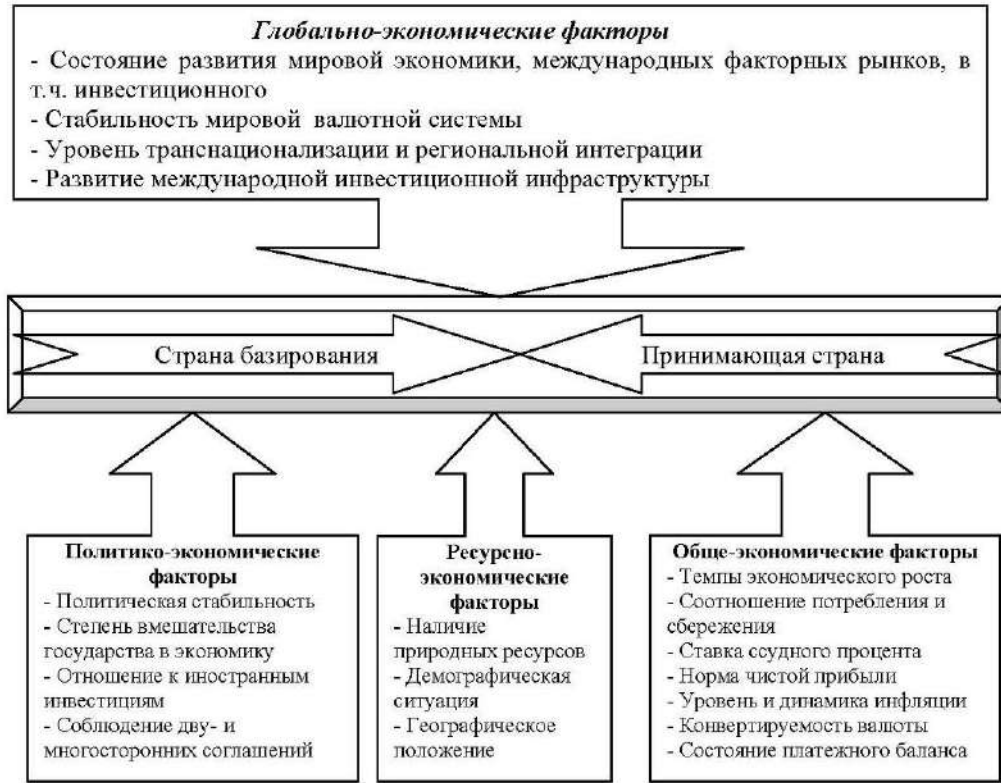 Глобально-экономические факторы
- Состояние развития мировой экономики, международных факторных рынков, в
т.ч. инвестиционного
- Стабильность мировой валютной системы
- Уровень транснационализации и региональной интеграции
- Развитие международной инвестиционной инфраструктуры
Страна базирования
Принимающая страна
Политико-экономические
факторы
- Политическая стабильность
- Степень вмешательства
государства в экономику
- Отношение к иностранным
инвестициям
- Соблюдение дву- и
многосторонних соглашений
Ресурсно-
экономические
факторы
- Наличие
природных ресурсов
- Демографическая
ситуация
- Географическое
положение
Обще-экономические факторы
- Темпы экономического роста
- Соотношение потребления и
сбережения
- Ставка ссудного процента
- Норма чистой прибыли
- Уровень и динамика инфляции
- Конвертируемость валюты
- Состояние платежного баланса